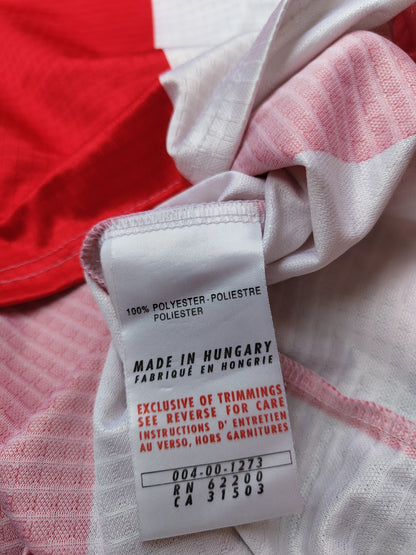 100% POLYESTER - POLIESTRE
POLIESTER
MADE IN HUNGARY
FABRIQUÉ EN HONGRIE
EXCLUSIVE OF TRIMMINGS
SEE REVERSE FOR CARE
INSTRUCTIONS D' ENTRETIEN
AU VERSO, HORS GARNITURES
004-00-1273
RN 62200
CA 31503